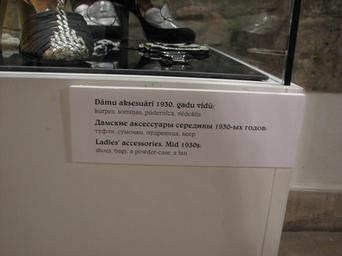 Dāmu aksesuāri 1930. gadu vidū:
kurpes, somiņas, pūdernīca, vēdeklis
Дамские аксессуары середины 1930-ых годов:
туфли, сумочки, пудреница, веер
Ladies' accessories. Mid 1930s:
shoes, bags, a powder-case, a fan